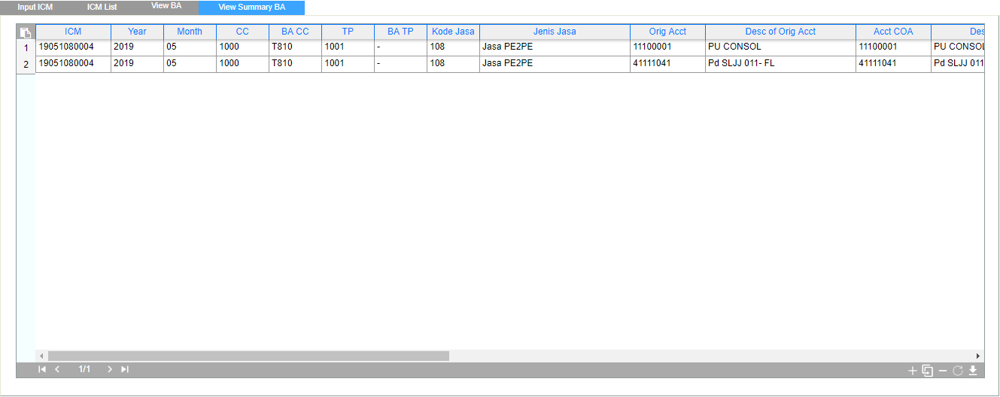 Input ICM ICM List View BA View Summary BA
ICM Year Month CC BA CC TP BA TP Kode Jasa Jenis Jasa Orig Acct Desc of Orig Acct Acct COA Des
1 19051080004 2019 05 1000 T810 1001 - 108 Jasa PE2PE 11100001 PU CONSOL 11100001 PU CONSOL
2 19051080004 2019 05 1000 T810 1001 - 108 Jasa PE2PE 41111041 Pd SLJJ 011- FL 41111041 Pd SLJJ 011
1/1